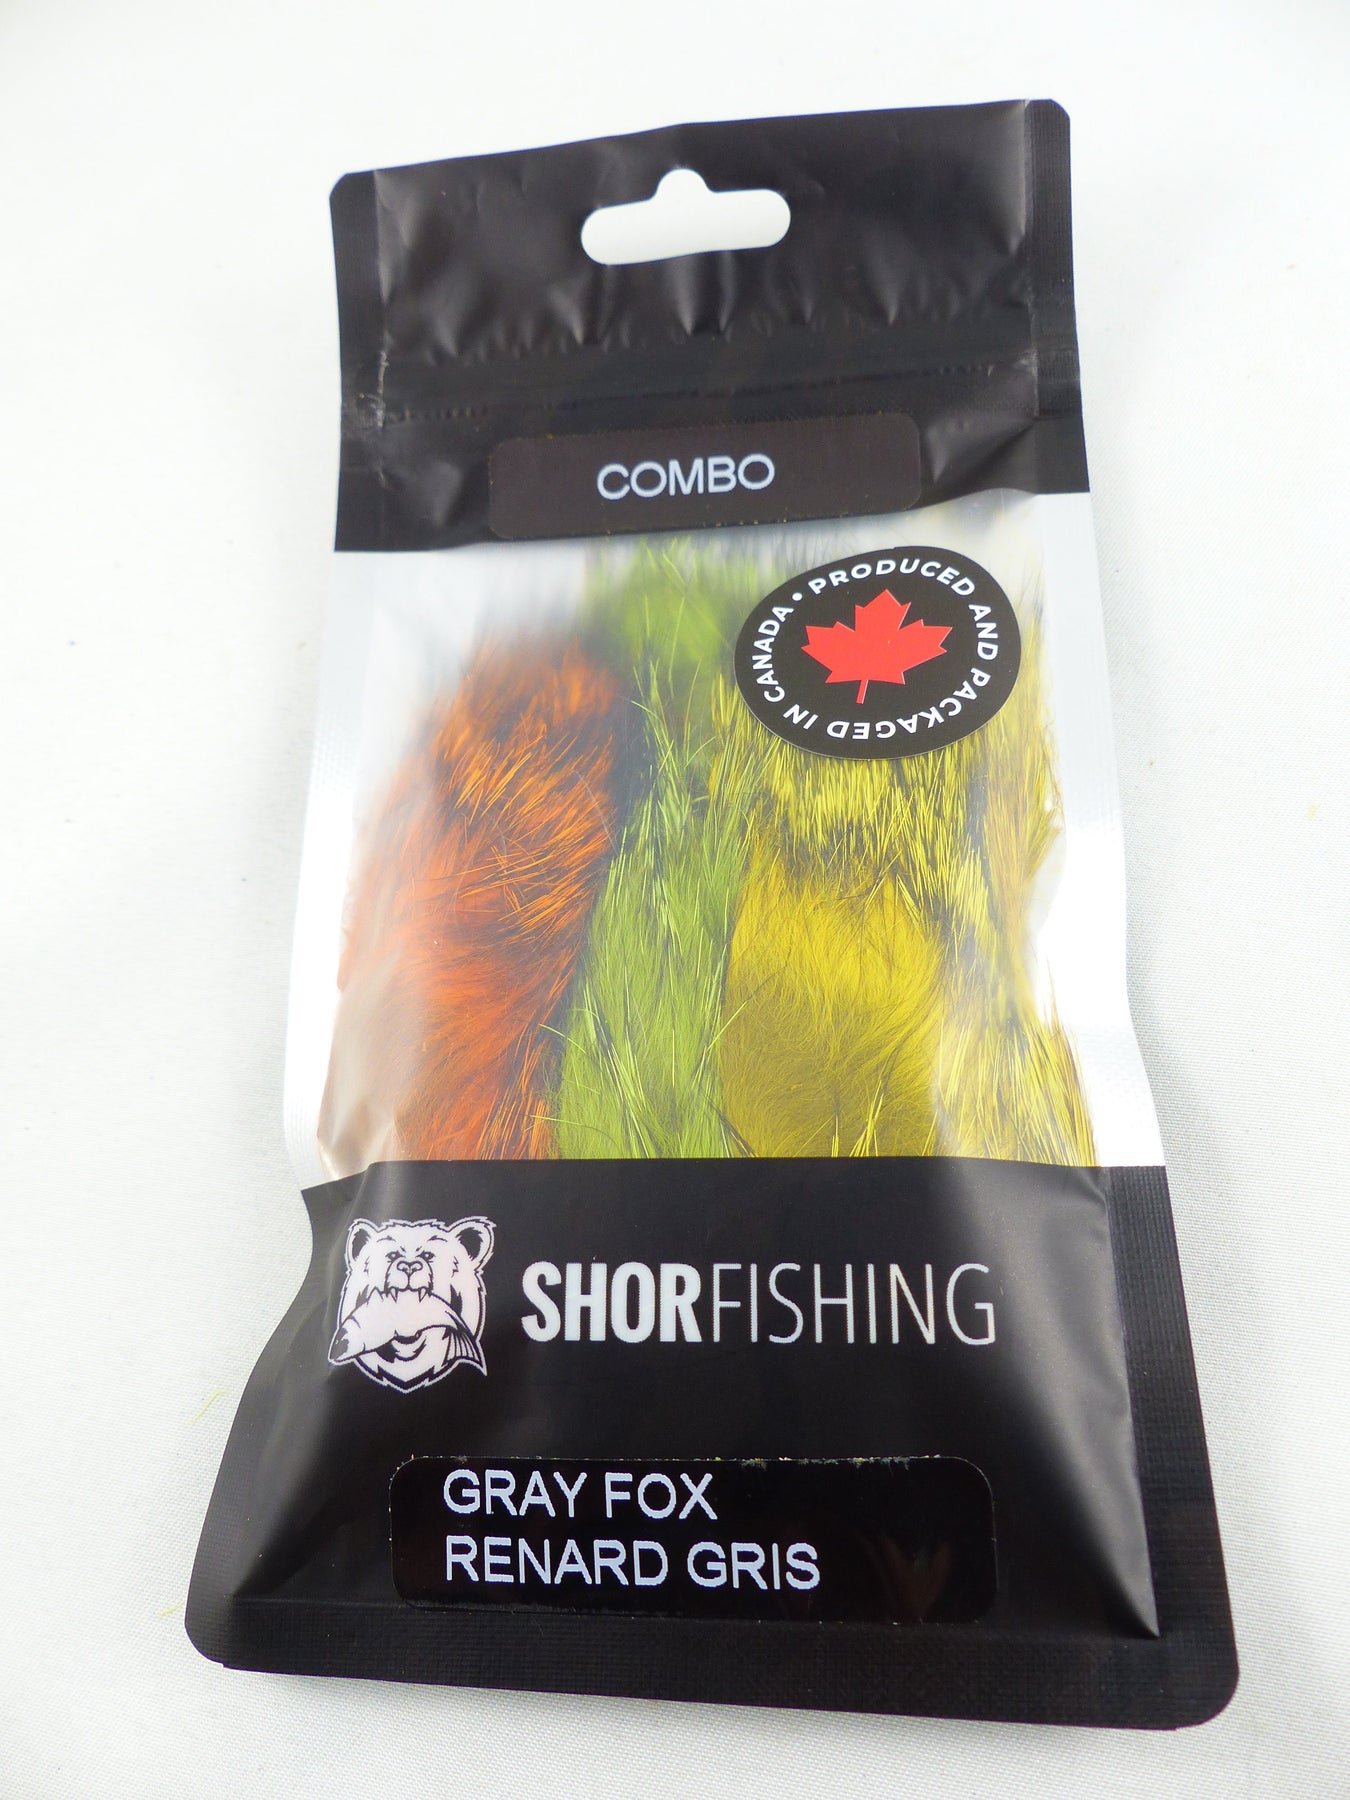 COMBO
PRODUCED AND PACKAGED IN CANADA •
SHORFISHING
GRAY FOX
RENARD GRIS